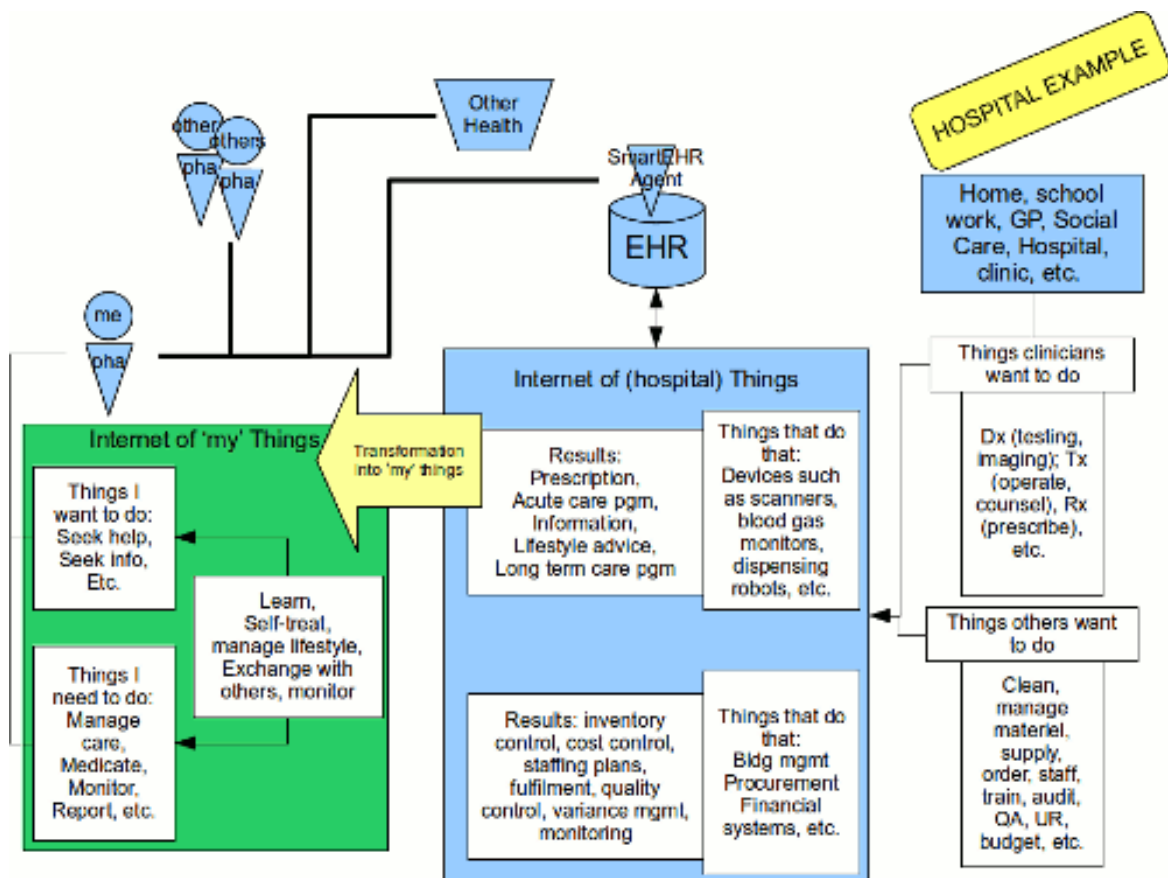 HOSPITAL EXAMPLE
Other
Health
other
others
pha
pha
SmartEHR
Agent
EHR
Home, school
work, GP, Social
Care, Hospital,
clinic, etc.
me
pha
Things clinicians
want to do
Dx (testing,
imaging); Tx
(operate,
counsel), Rx
(prescribe),
etc.
Things others want
to do
Clean,
manage
materiel,
supply,
order, staff,
train, audit,
QA, UR,
budget, etc.
Internet of (hospital) Things
Results:
Prescription,
Acute care pgm,
Information,
Lifestyle advice,
Long term care pgm
Things that do
that:
Devices such
as scanners,
blood gas
monitors,
dispensing
robots, etc.
Results: inventory
control, cost control,
staffing plans,
fulfilment, quality
control, variance mgmt,
monitoring
Things that do
that:
Bldg mgmt
Procurement
Financial
systems, etc.
Transformation
into 'my' things
Internet of 'my' Things
Things I
want to do:
Seek help,
Seek info,
Etc.
Learn,
Self-treat,
manage lifestyle,
Exchange with
others, monitor
Things I
need to do:
Manage
care,
Medicate,
Monitor,
Report, etc.